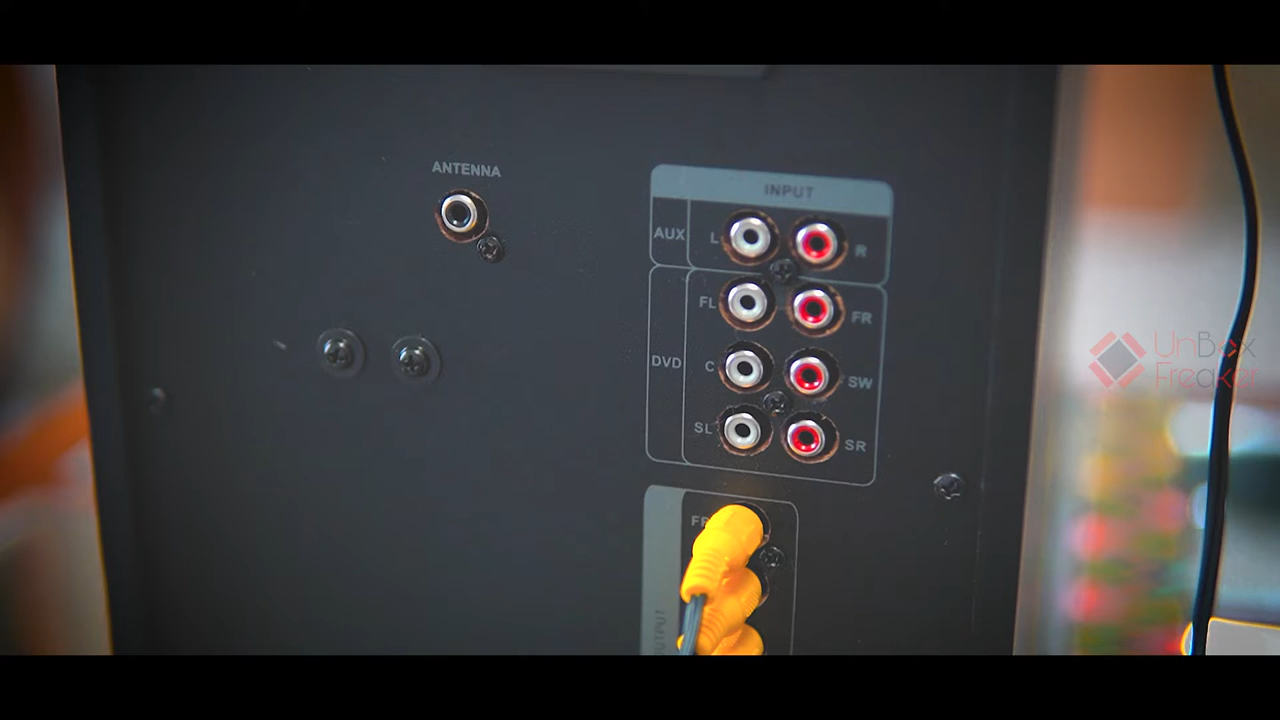 ANTENNA
INPUT
AUX L R
FL FR
DVD C SW
SL SR
UnBox
Freaker